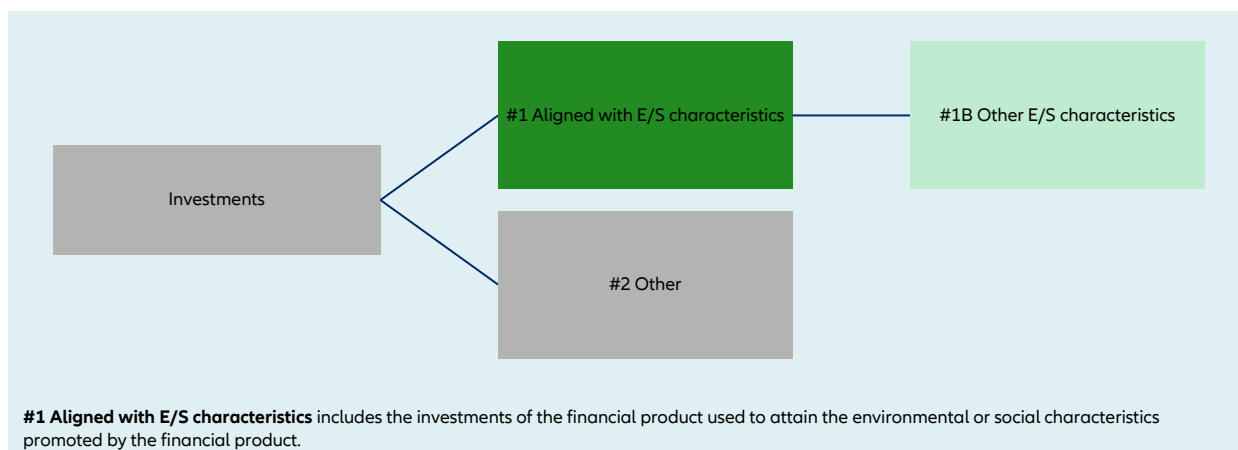 #1 Aligned with E/S characteristics
#1B Other E/S characteristics
Investments
#2 Other
#1 Aligned with E/S characteristics includes the investments of the financial product used to attain the environmental or social characteristics
promoted by the financial product.